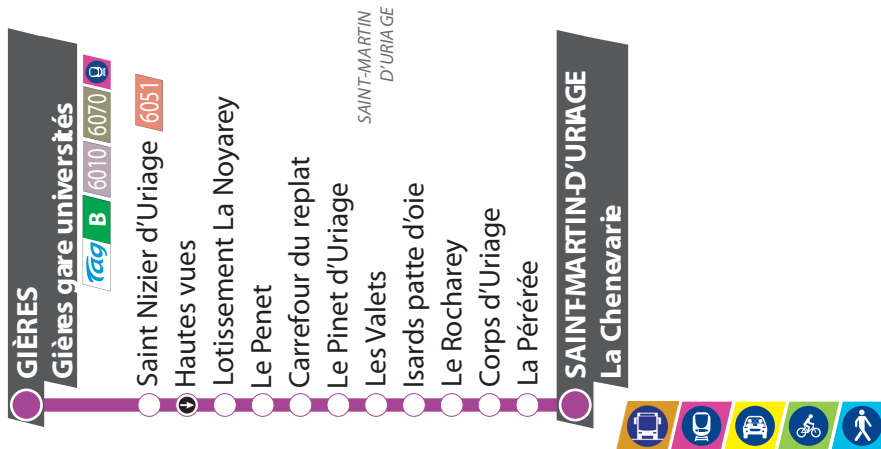 GIÈRES
Gières gare universités
Tag B 6010 6070
Saint Nizier d'Uriage 6051
Hautes vues
Lotissement La Noyarey
Le Penet
Carrefour du replat
Le Pinet d'Uriage
Les Valets
SAINT-MARTIN
D'URIAGE
Isards patte d'oie
Le Rocharey
Corps d'Uriage
La Pérérée
SAINT-MARTIN-D'URIAGE
La Chenevarie